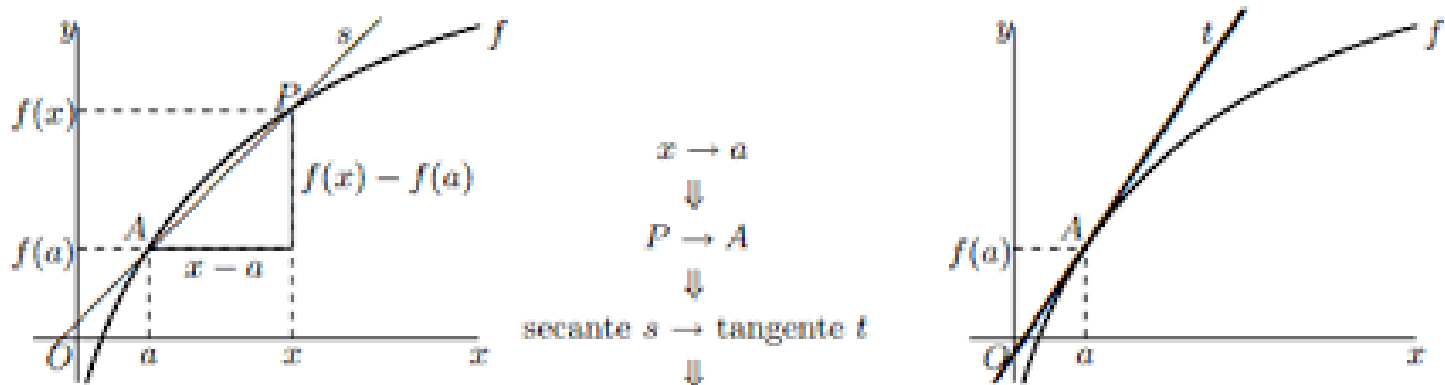 y
s
f
f(x)
P
f(x) − f(a)
A
f(a)
x − a
O
a
x
x
x → a
⇓
P → A
⇓
secante s → tangente t
⇓
y
t
f
A
f(a)
O
a
x